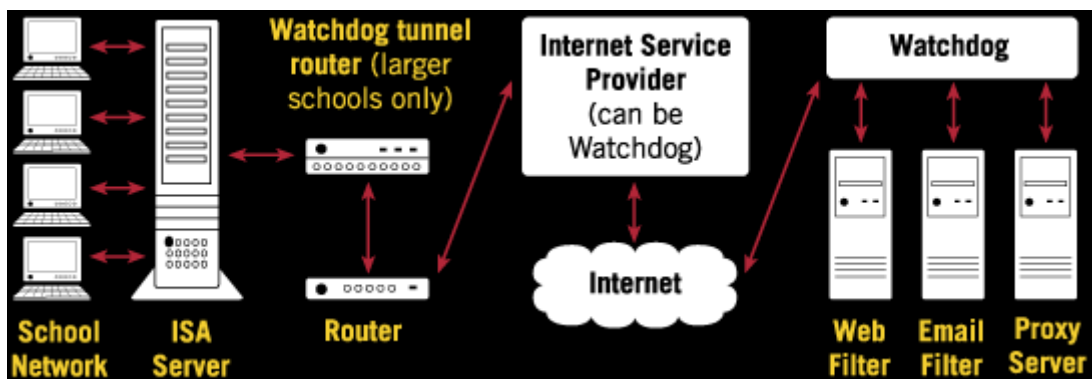 Watchdog tunnel
router (larger
schools only)
Internet Service
Provider
(can be
Watchdog)
Watchdog
Internet
School
Network
ISA
Server
Router
Web
Filter
Email
Filter
Proxy
Server